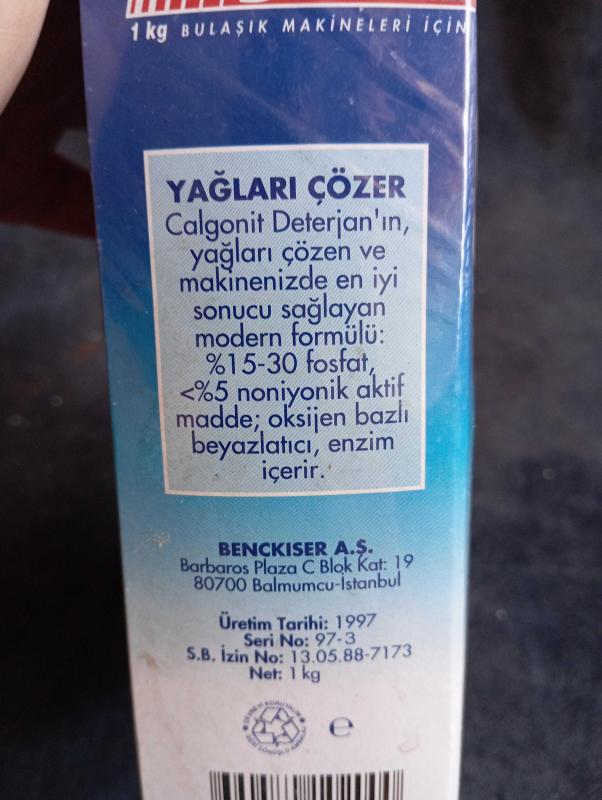 1 kg BULAŞIK MAKİNELERİ İÇİN
YAĞLARI ÇÖZER
Calgonit Deterjan'ın,
yağları çözen ve
makinenizde en iyi
sonucu sağlayan
modern formülü:
%15-30 fosfat,
<%5 noniyonik aktif
madde; oksijen bazlı
beyazlatıcı, enzim
içerir.
BENCKISER A.Ş.
Barbaros Plaza C Blok Kat: 19
80700 Balmumcu-İstanbul
Üretim Tarihi: 1997
Seri No: 97-3
S.B. İzin No: 13.05.88-7173
Net: 1 kg
ÇEVREYİ KORUYALIM
e